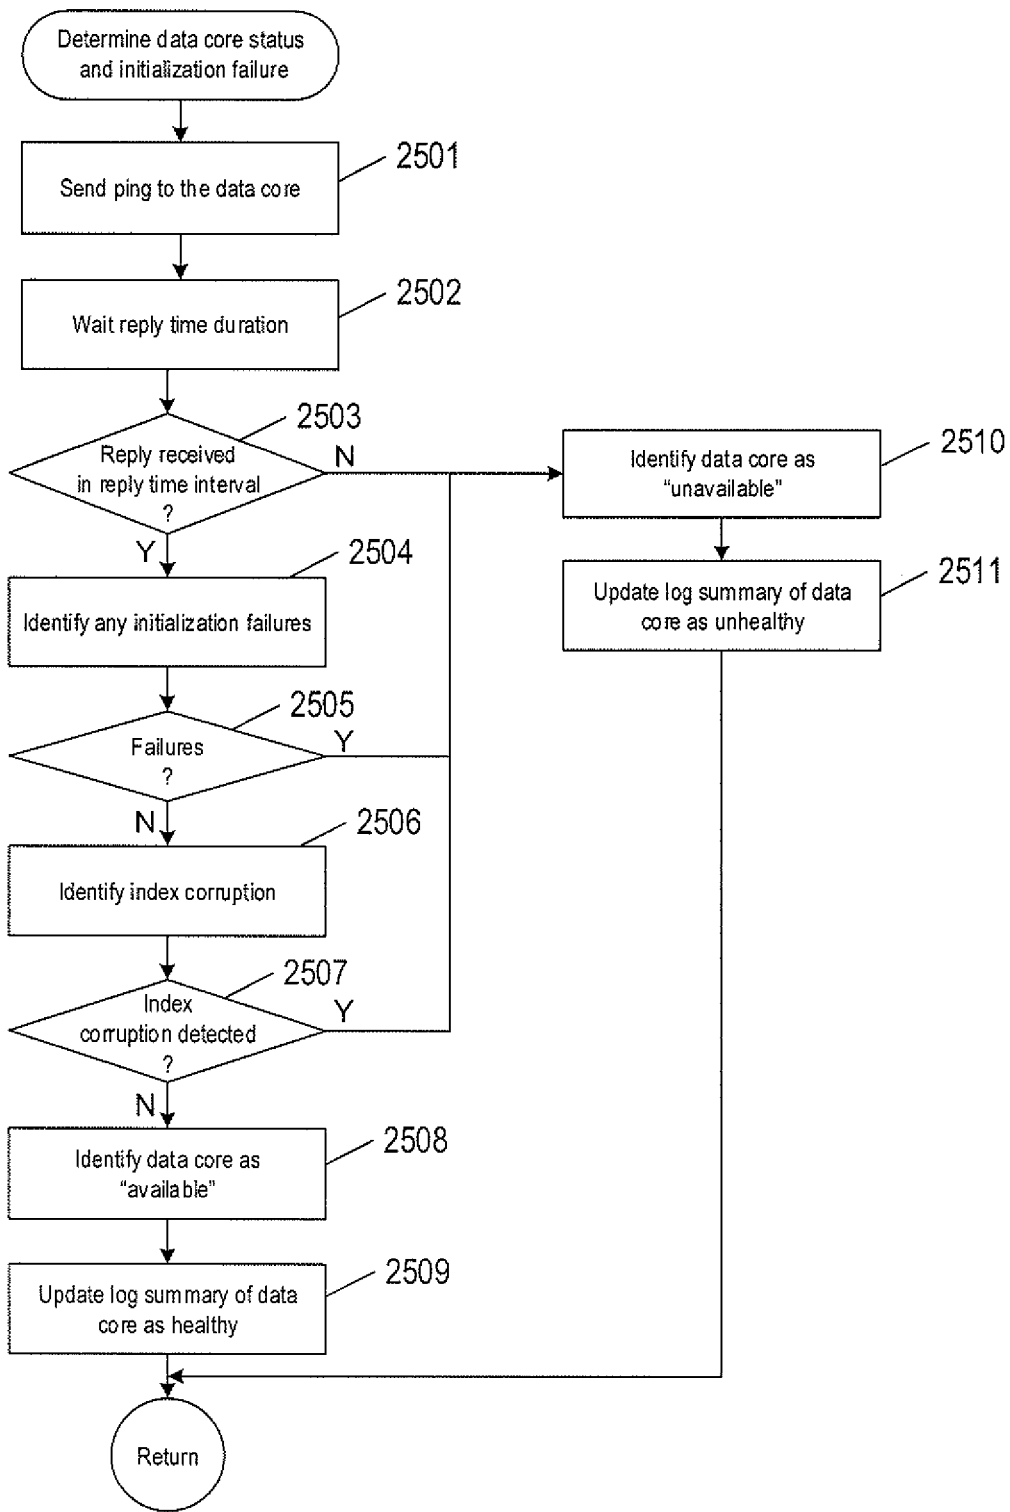 Determine data core status
and initialization failure
2501
Send ping to the data core
2502
Wait reply time duration
2503
Reply received
in reply time interval
?
N
Y
2510
Identify data core as
“unavailable”
2504
Identify any initialization failures
2511
Update log summary of data
core as unhealthy
2505
Failures
?
Y
N
2506
Identify index corruption
2507
Index
corruption detected
?
Y
N
2508
Identify data core as
“available”
2509
Update log summary of data
core as healthy
Return